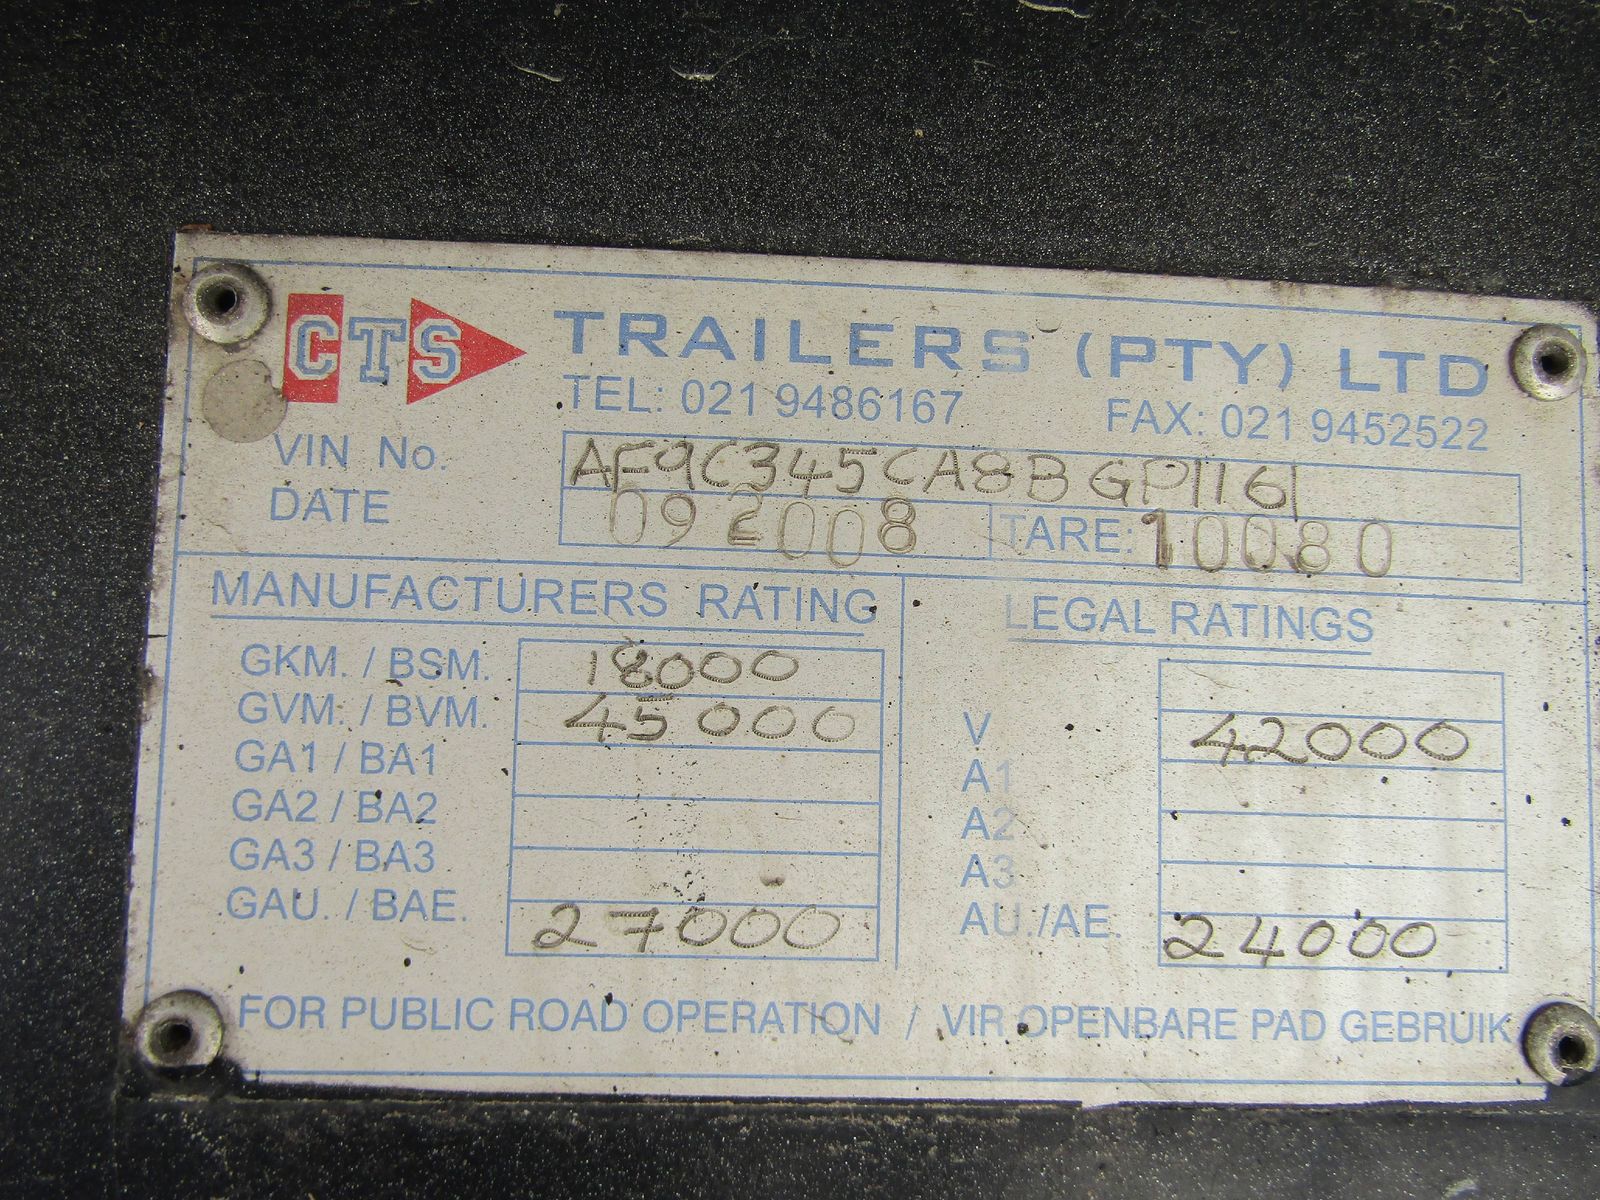 CTS TRAILERS (PTY) LTD
TEL: 021 9486167 FAX: 021 9452522
VIN No. AF9C345CA8BGP1161
DATE 092008 TARE: 10080
MANUFACTURERS RATING LEGAL RATINGS
GKM. / BSM. 18000
GVM. / BVM. 45000 V 42000
GA1 / BA1 A1
GA2 / BA2 A2
GA3 / BA3 A3
GAU. / BAE. 27000 AU./AE. 24000
FOR PUBLIC ROAD OPERATION / VIR OPENBARE PAD GEBRUIK